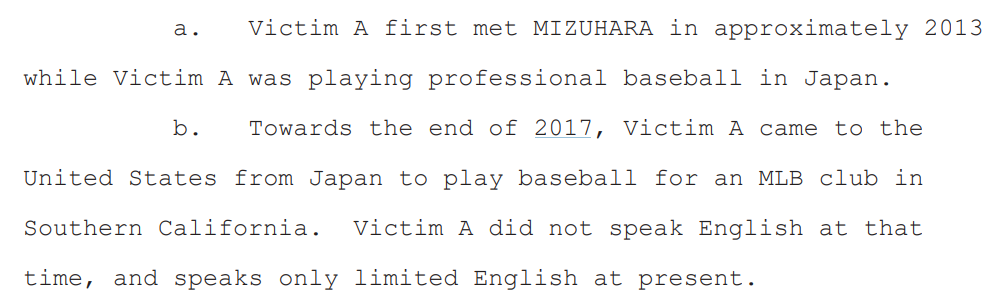 a. Victim A first met MIZUHARA in approximately 2013
while Victim A was playing professional baseball in Japan.
b. Towards the end of 2017, Victim A came to the
United States from Japan to play baseball for an MLB club in
Southern California. Victim A did not speak English at that
time, and speaks only limited English at present.